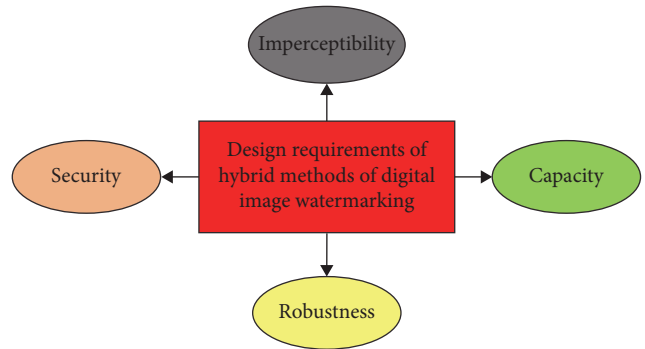 Imperceptibility
Design requirements of
hybrid methods of digital
image watermarking
Security
Capacity
Robustness